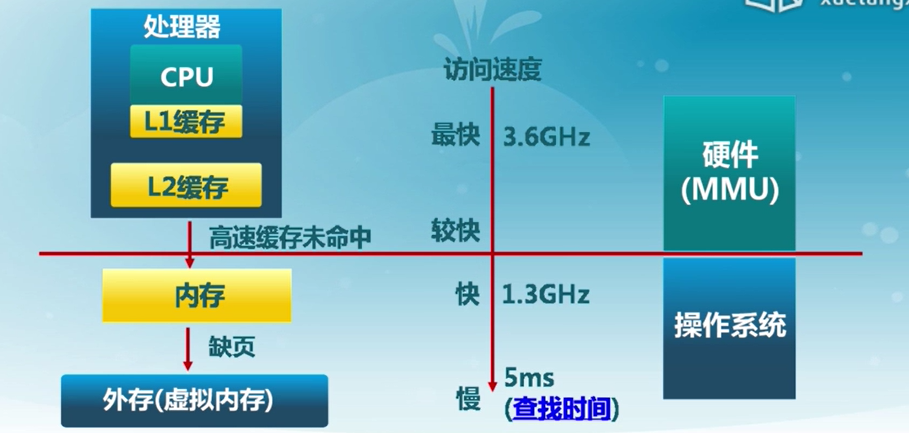 处理器
CPU
L1缓存
L2缓存
高速缓存未命中
内存
缺页
外存(虚拟内存)
访问速度
最快 3.6GHz
较快
快 1.3GHz
慢 5ms
(查找时间)
硬件
(MMU)
操作系统